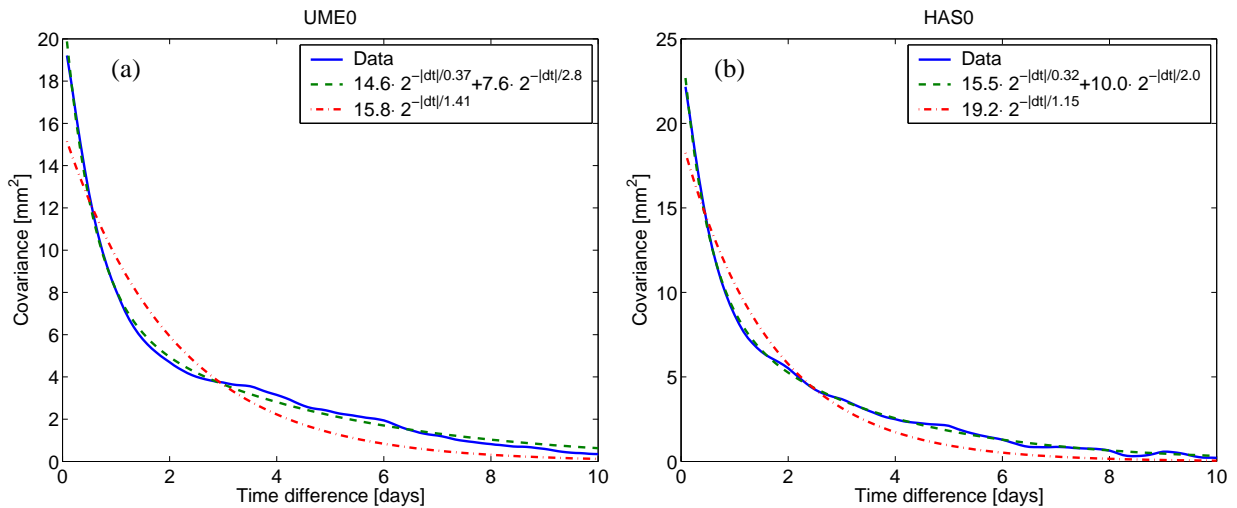 UME0
20
18
16
14
12
10
8
6
4
2
0
Covariance [mm²]
(a)
Data
14.6· 2^−|dt|/0.37+7.6· 2^−|dt|/2.8
15.8· 2^−|dt|/1.41
0 2 4 6 8 10
Time difference [days]
HAS0
25
20
15
10
5
0
Covariance [mm²]
(b)
Data
15.5· 2^−|dt|/0.32+10.0· 2^−|dt|/2.0
19.2· 2^−|dt|/1.15
0 2 4 6 8 10
Time difference [days]